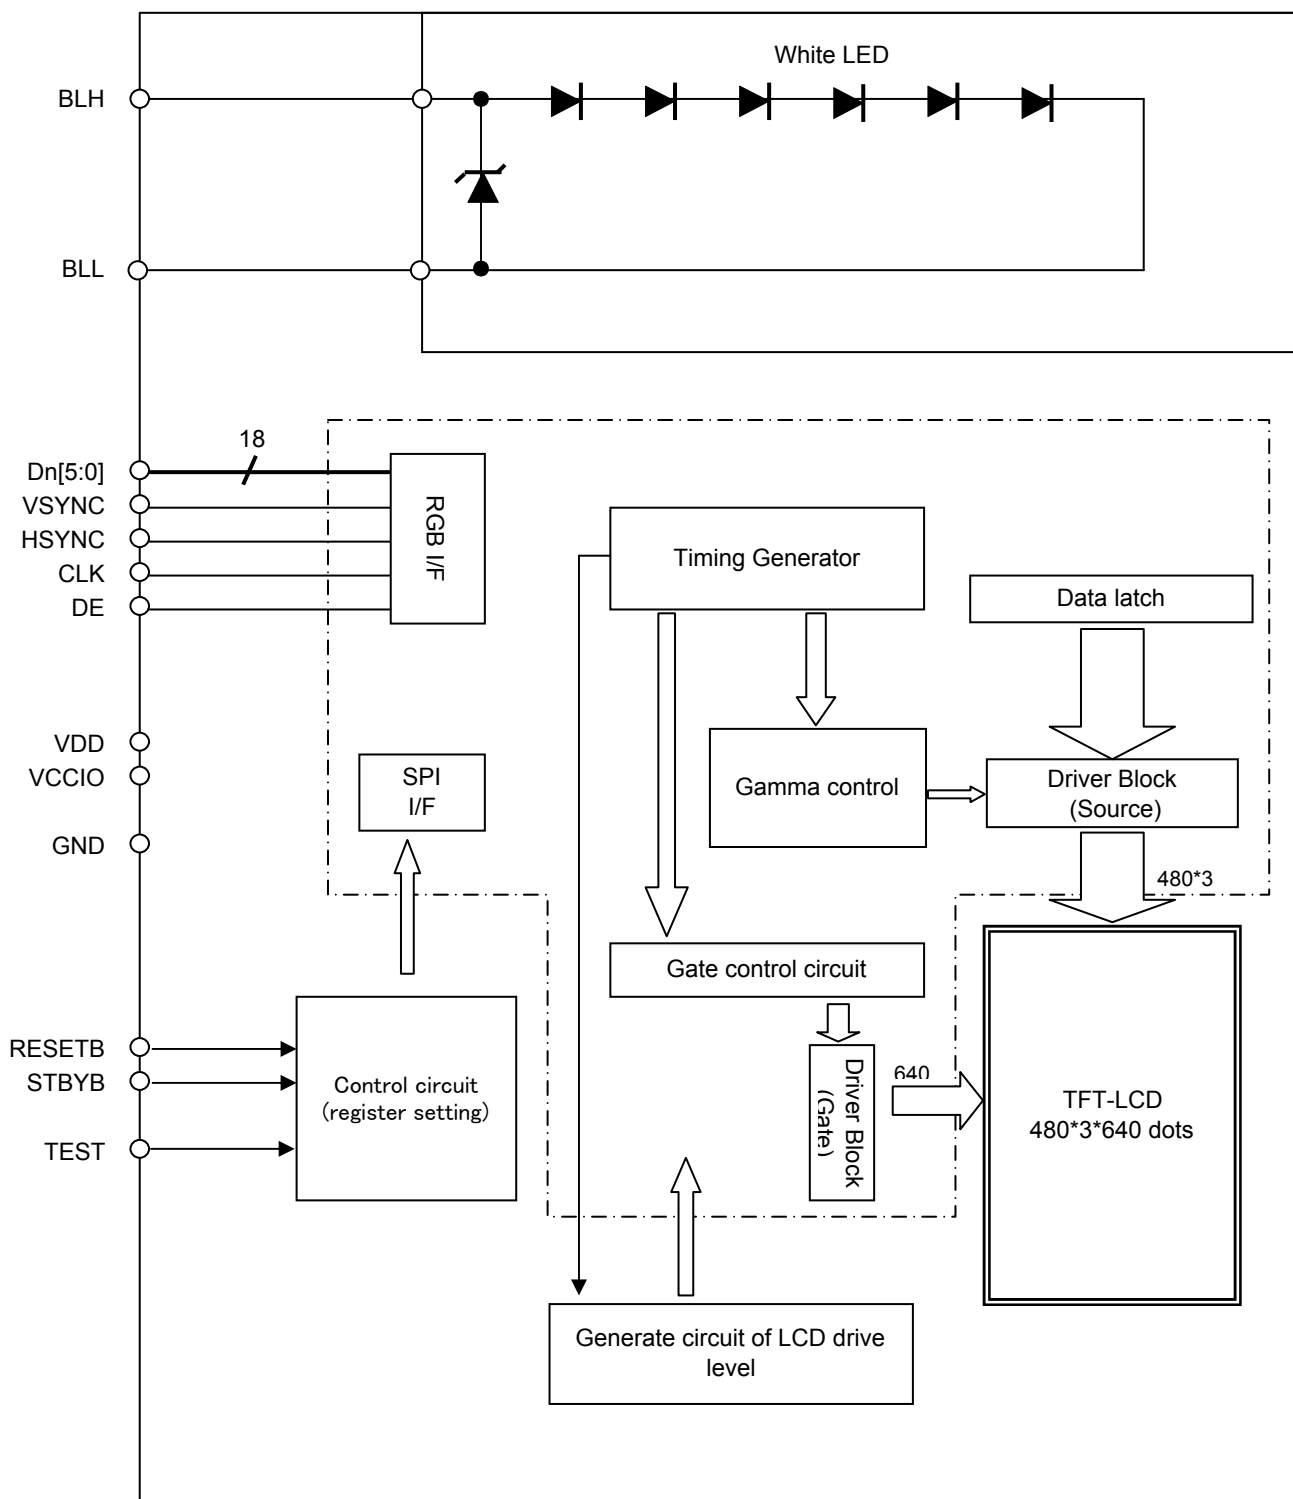 White LED
BLH
BLL
18
Dn[5:0]
VSYNC
HSYNC
CLK
DE
RGB I/F
Timing Generator
Data latch
VDD
VCCIO
GND
SPI
I/F
Gamma control
Driver Block
(Source)
480*3
Gate control circuit
RESETB
STBYB
TEST
Control circuit
(register setting)
Driver Block
(Gate)
640
TFT-LCD
480*3*640 dots
Generate circuit of LCD drive
level